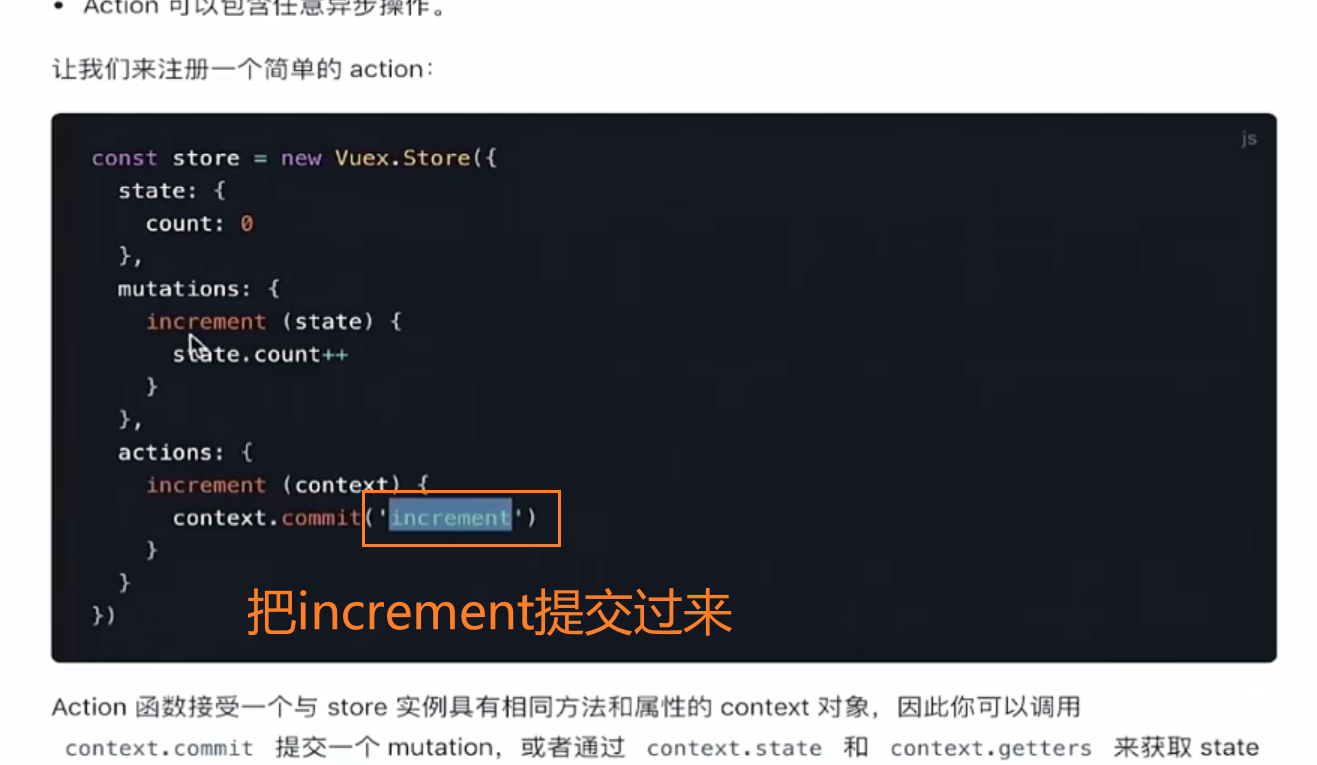 • Action 可以包含任意异步操作。
让我们来注册一个简单的 action：
js
const store = new Vuex.Store({
  state: {
    count: 0
  },
  mutations: {
    increment (state) {
      state.count++
    }
  },
  actions: {
    increment (context) {
      context.commit('increment')
    }
  }
})
把increment提交过来
Action 函数接受一个与 store 实例具有相同方法和属性的 context 对象，因此你可以调用
context.commit 提交一个 mutation，或者通过 context.state 和 context.getters 来获取 state